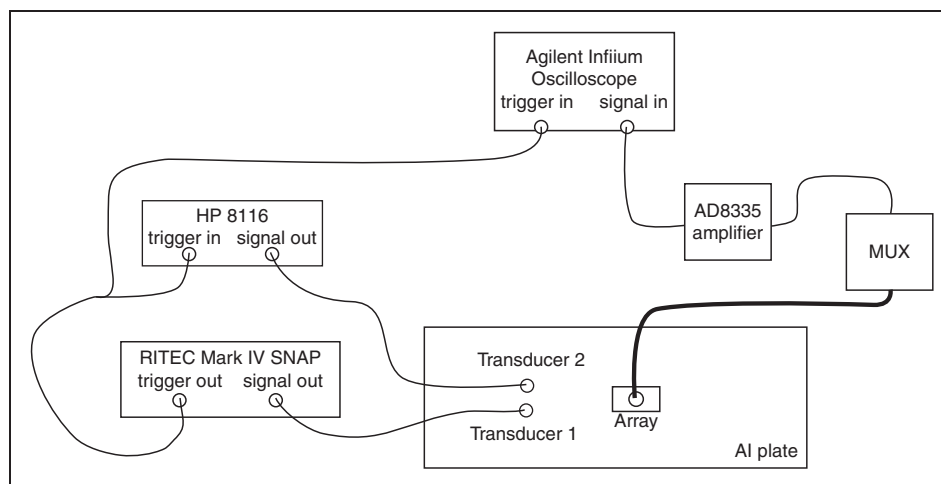 Agilent Infiium
Oscilloscope
trigger in signal in
HP 8116
trigger in signal out
AD8335
amplifier
MUX
RITEC Mark IV SNAP
trigger out signal out
Transducer 2
Transducer 1
Array
Al plate